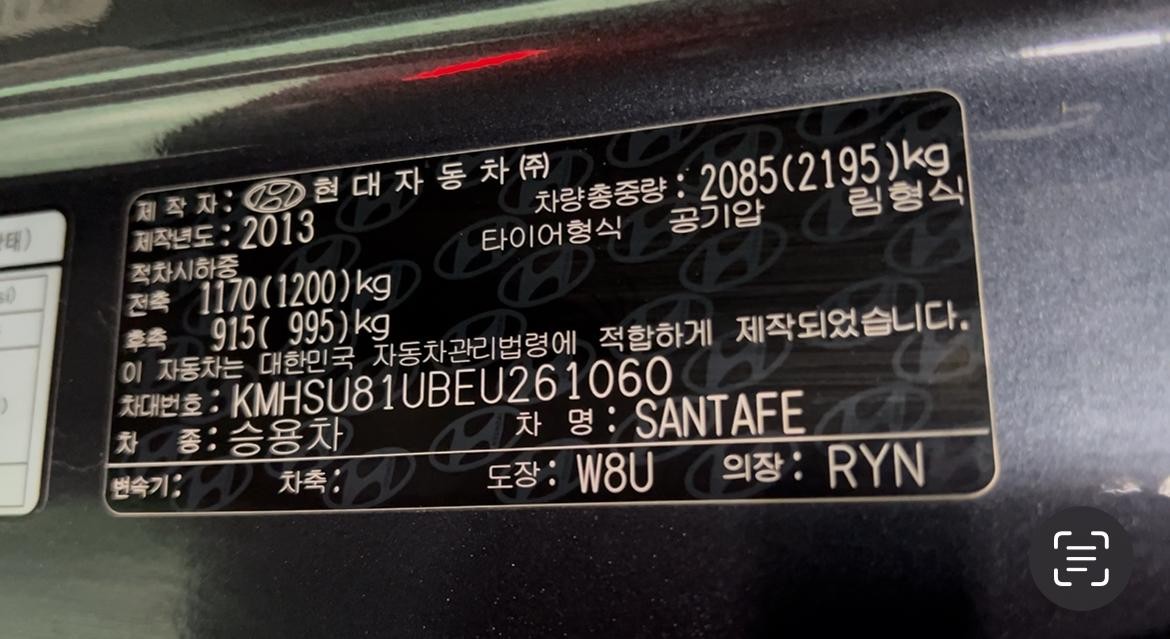 제 작 자: 현 대 자 동 차 ㈜
제작년도: 2013 차량총중량: 2085(2195)kg
적차시하중 타이어형식 공기압 림형식
전축 1170(1200)kg
후축 915( 995)kg
이 자동차는 대한민국 자동차관리법령에 적합하게 제작되었습니다.
차대번호: KMHSU81UBEU261060
차 종: 승용차 차 명: SANTAFE
변속기: 차축: 도장: W8U 의장: RYN